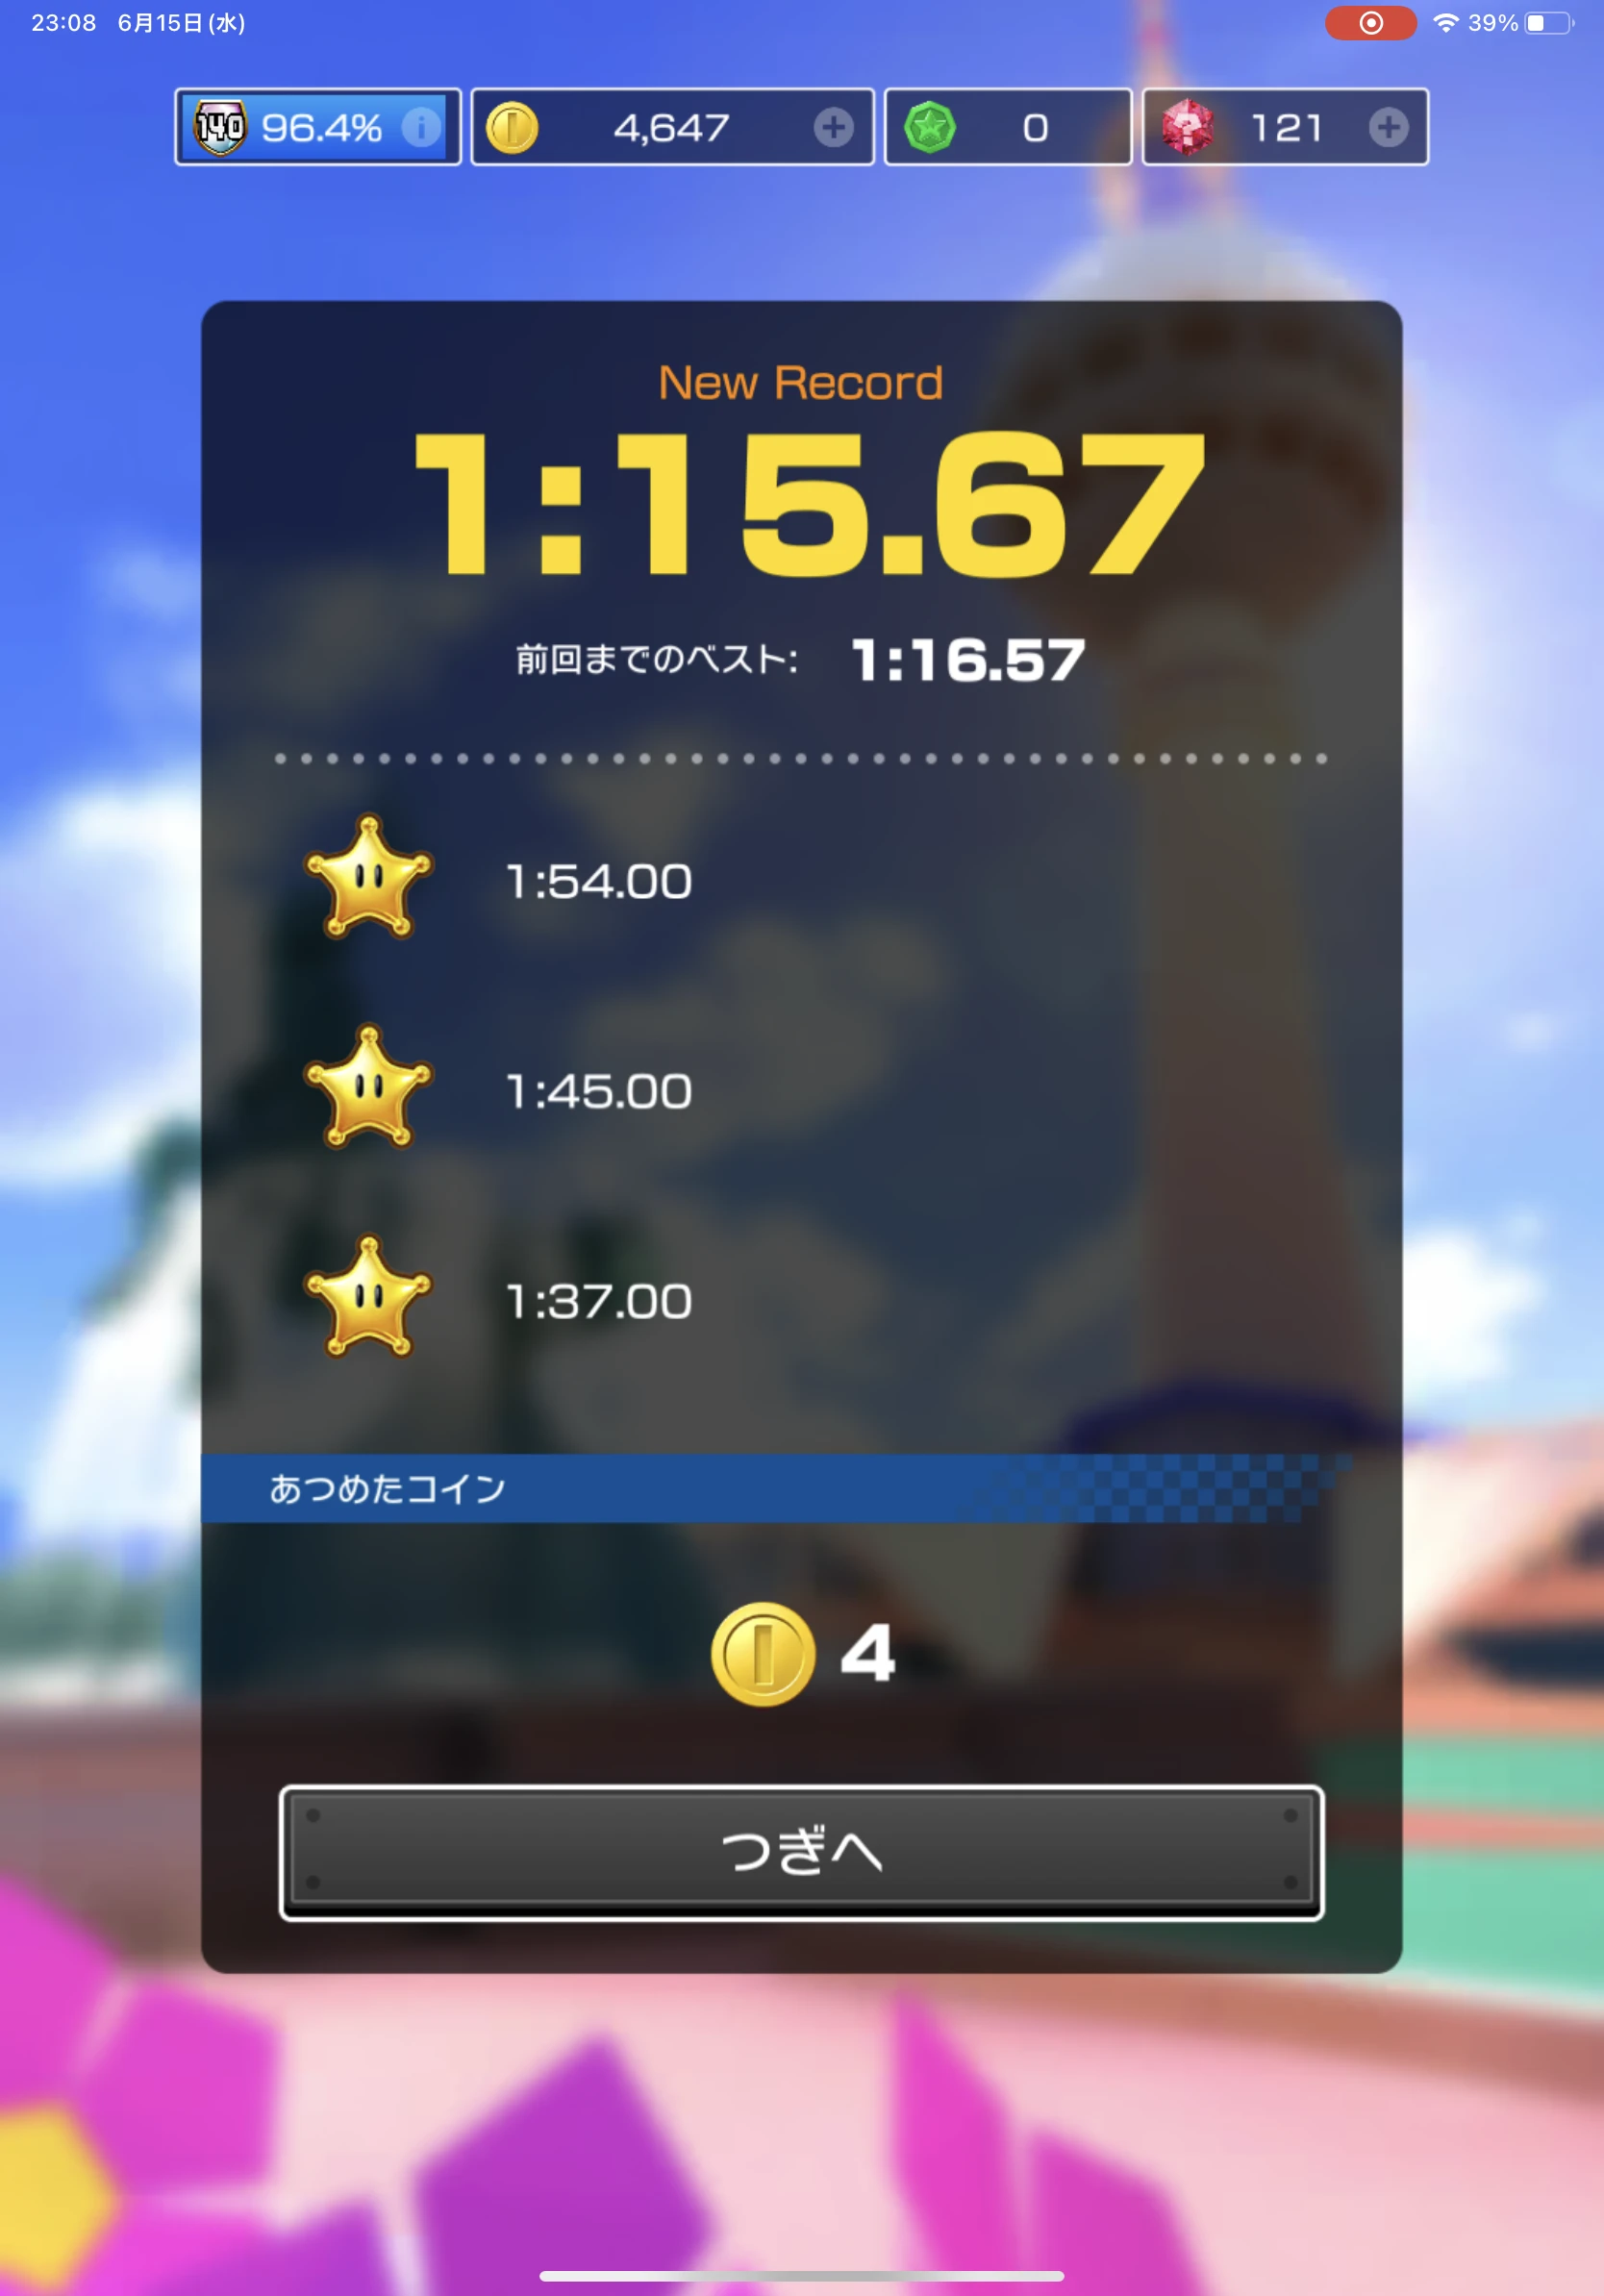 23:08 6月15日(水) 39%
140 96.4% i 4,647 + 0 ? 121 +
New Record
1:15.67
前回までのベスト: 1:16.57
1:54.00
1:45.00
1:37.00
あつめたコイン
4
つぎへ